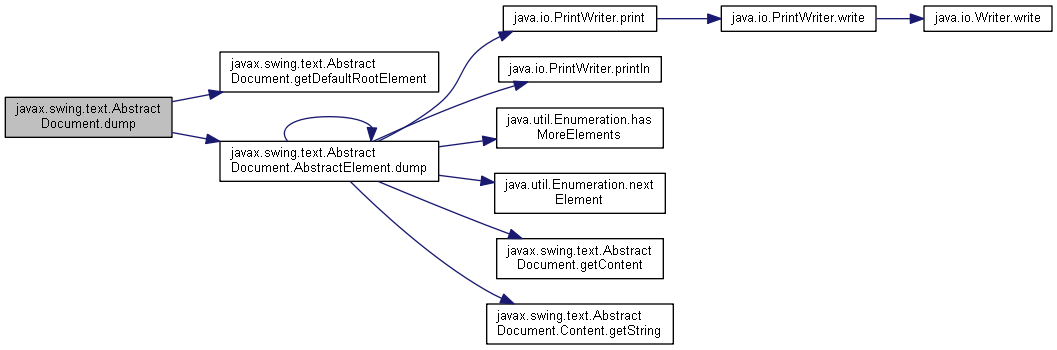 javax.swing.text.Abstract
Document.dump
javax.swing.text.Abstract
Document.getDefaultRootElement
javax.swing.text.Abstract
Document.AbstractElement.dump
java.io.PrintWriter.print
java.io.PrintWriter.write
java.io.Writer.write
java.io.PrintWriter.println
java.util.Enumeration.has
MoreElements
java.util.Enumeration.next
Element
javax.swing.text.Abstract
Document.getContent
javax.swing.text.Abstract
Document.Content.getString